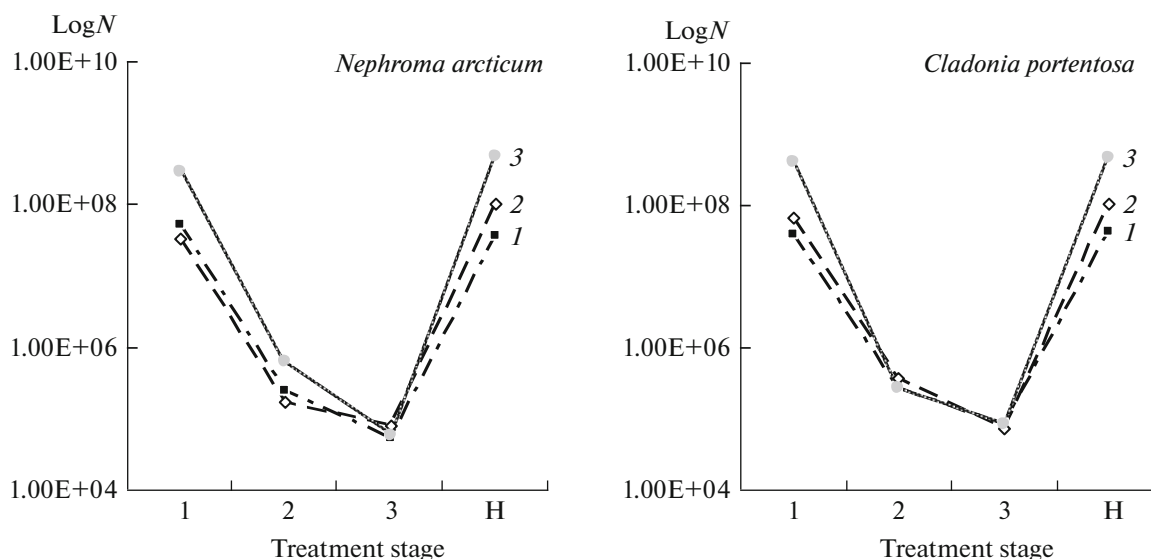 LogN
1.00E+10
Nephroma arcticum
3
1.00E+08
2
1
1.00E+06
1.00E+04
1 2 3 H
Treatment stage
LogN
1.00E+10
Cladonia portentosa
3
1.00E+08
2
1
1.00E+06
1.00E+04
1 2 3 H
Treatment stage